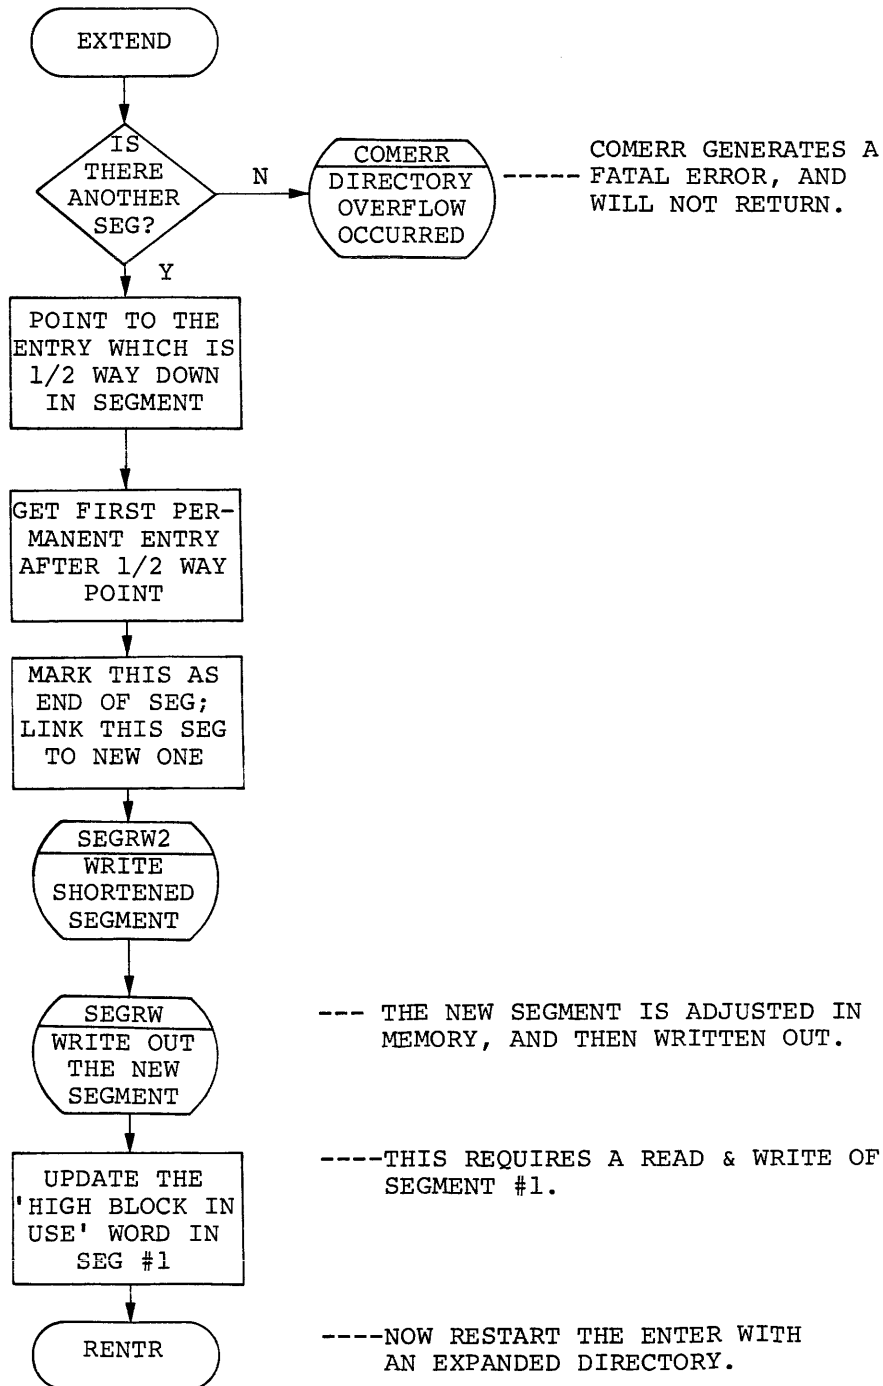 EXTEND
IS
THERE
ANOTHER
SEG?
N
COMERR
DIRECTORY
OVERFLOW
OCCURRED
----- COMERR GENERATES A
FATAL ERROR, AND
WILL NOT RETURN.
Y
POINT TO THE
ENTRY WHICH IS
1/2 WAY DOWN
IN SEGMENT
GET FIRST PER-
MANENT ENTRY
AFTER 1/2 WAY
POINT
MARK THIS AS
END OF SEG;
LINK THIS SEG
TO NEW ONE
SEGRW2
WRITE
SHORTENED
SEGMENT
SEGRW
WRITE OUT
THE NEW
SEGMENT
--- THE NEW SEGMENT IS ADJUSTED IN
MEMORY, AND THEN WRITTEN OUT.
UPDATE THE
'HIGH BLOCK IN
USE' WORD IN
SEG #1
----THIS REQUIRES A READ & WRITE OF
SEGMENT #1.
RENTR
----NOW RESTART THE ENTER WITH
AN EXPANDED DIRECTORY.